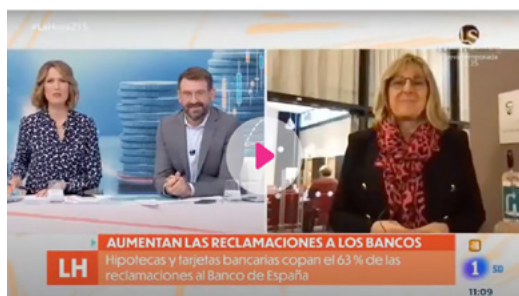 #LaHoraTVE
AUMENTAN LAS RECLAMACIONES A LOS BANCOS
LH
Hipotecas y tarjetas bancarias copan el 63 % de las
reclamaciones al Banco de España
1 SD
11:09